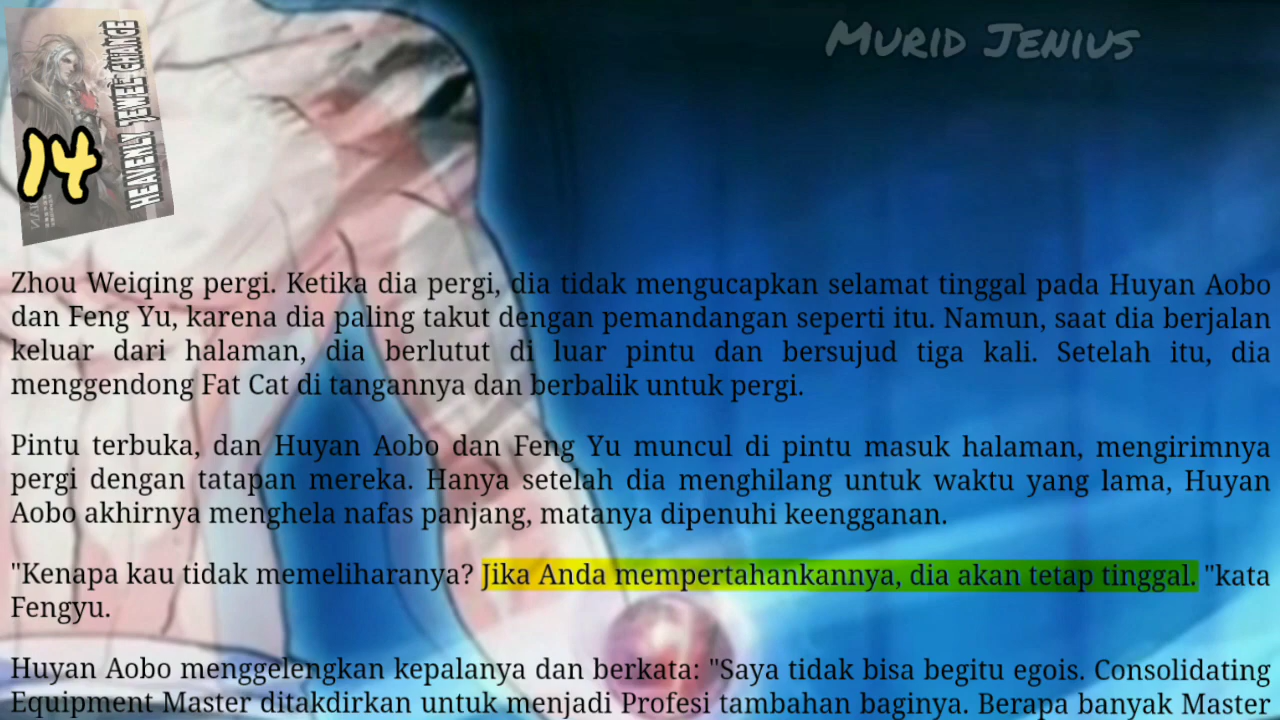 Murid Jenius
HEAVENLY JEWEL CHANGE
14
Zhou Weiqing pergi. Ketika dia pergi, dia tidak mengucapkan selamat tinggal pada Huyan Aobo
dan Feng Yu, karena dia paling takut dengan pemandangan seperti itu. Namun, saat dia berjalan
keluar dari halaman, dia berlutut di luar pintu dan bersujud tiga kali. Setelah itu, dia
menggendong Fat Cat di tangannya dan berbalik untuk pergi.
Pintu terbuka, dan Huyan Aobo dan Feng Yu muncul di pintu masuk halaman, mengirimnya
pergi dengan tatapan mereka. Hanya setelah dia menghilang untuk waktu yang lama, Huyan
Aobo akhirnya menghela nafas panjang, matanya dipenuhi keengganan.
"Kenapa kau tidak memeliharanya? Jika Anda mempertahankannya, dia akan tetap tinggal. "kata
Fengyu.
Huyan Aobo menggelengkan kepalanya dan berkata: "Saya tidak bisa begitu egois. Consolidating
Equipment Master ditakdirkan untuk menjadi Profesi tambahan baginya. Berapa banyak Master